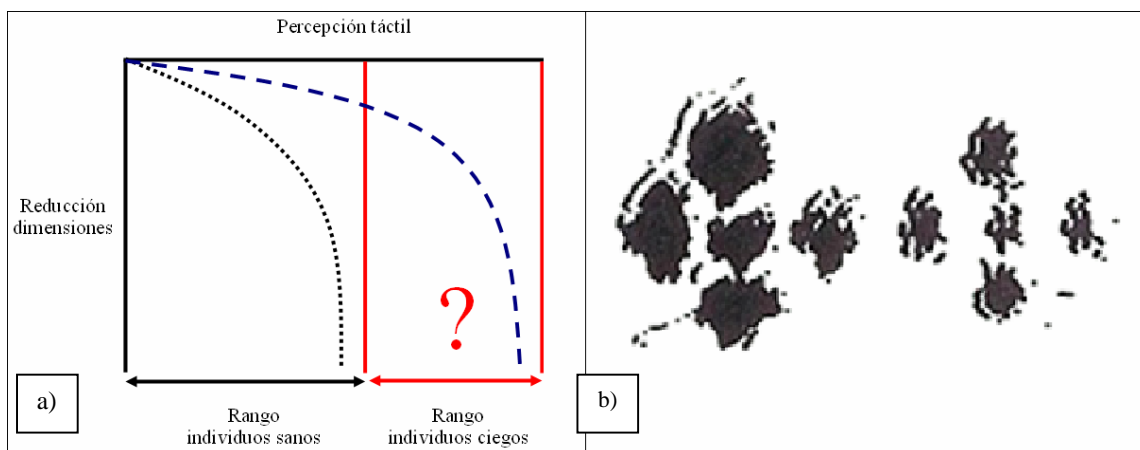 Percepción táctil
Reducción
dimensiones
?
a)
b)
Rango
individuos sanos
Rango
individuos ciegos